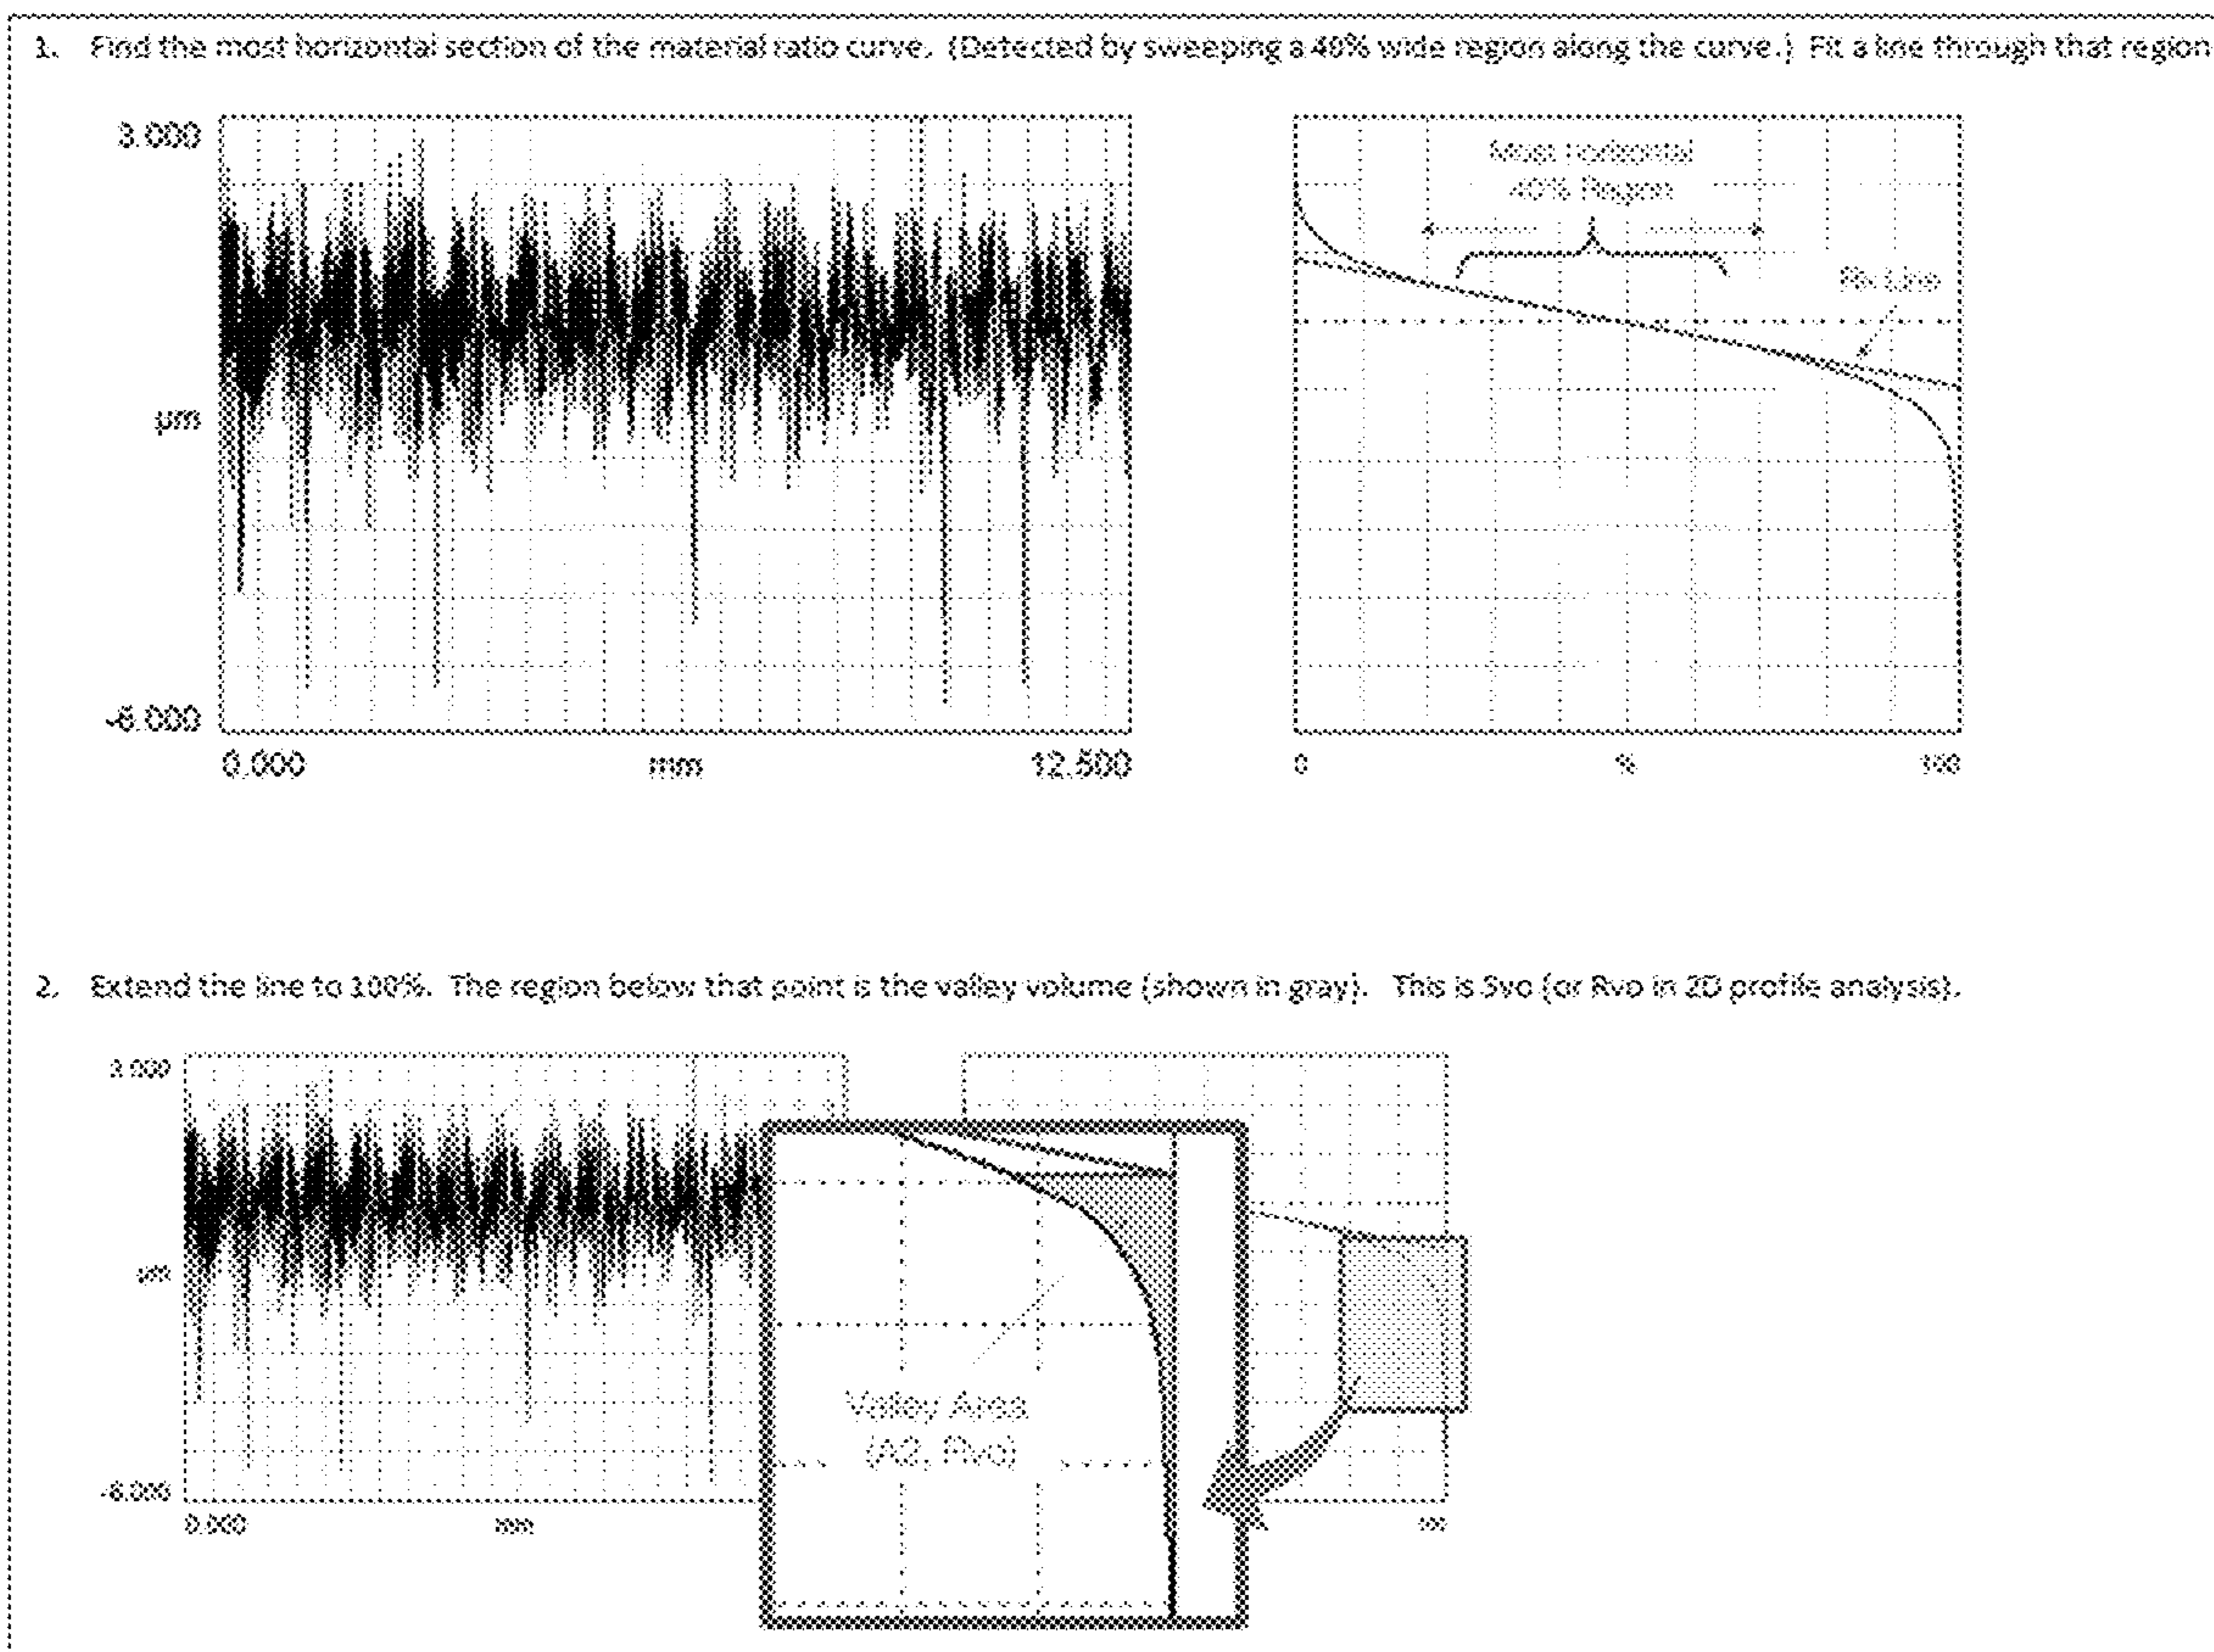 1. Find the most horizontal section of the material ratio curve. (Detected by sweeping a 40% wide region along the curve.) Fit a line through that region
3.000
Most Horizontal
40% Region
Fit Line
µm
-6.000
0.000 mm 12.500
0 % 100
2. Extend the line to 100%. The region below that point is the valley volume (shown in gray). This is Svo (or Rvo in 2D profile analysis).
3.000
µm
Valley Area
(A2, Rvo)
-6.000
0.000 mm
100